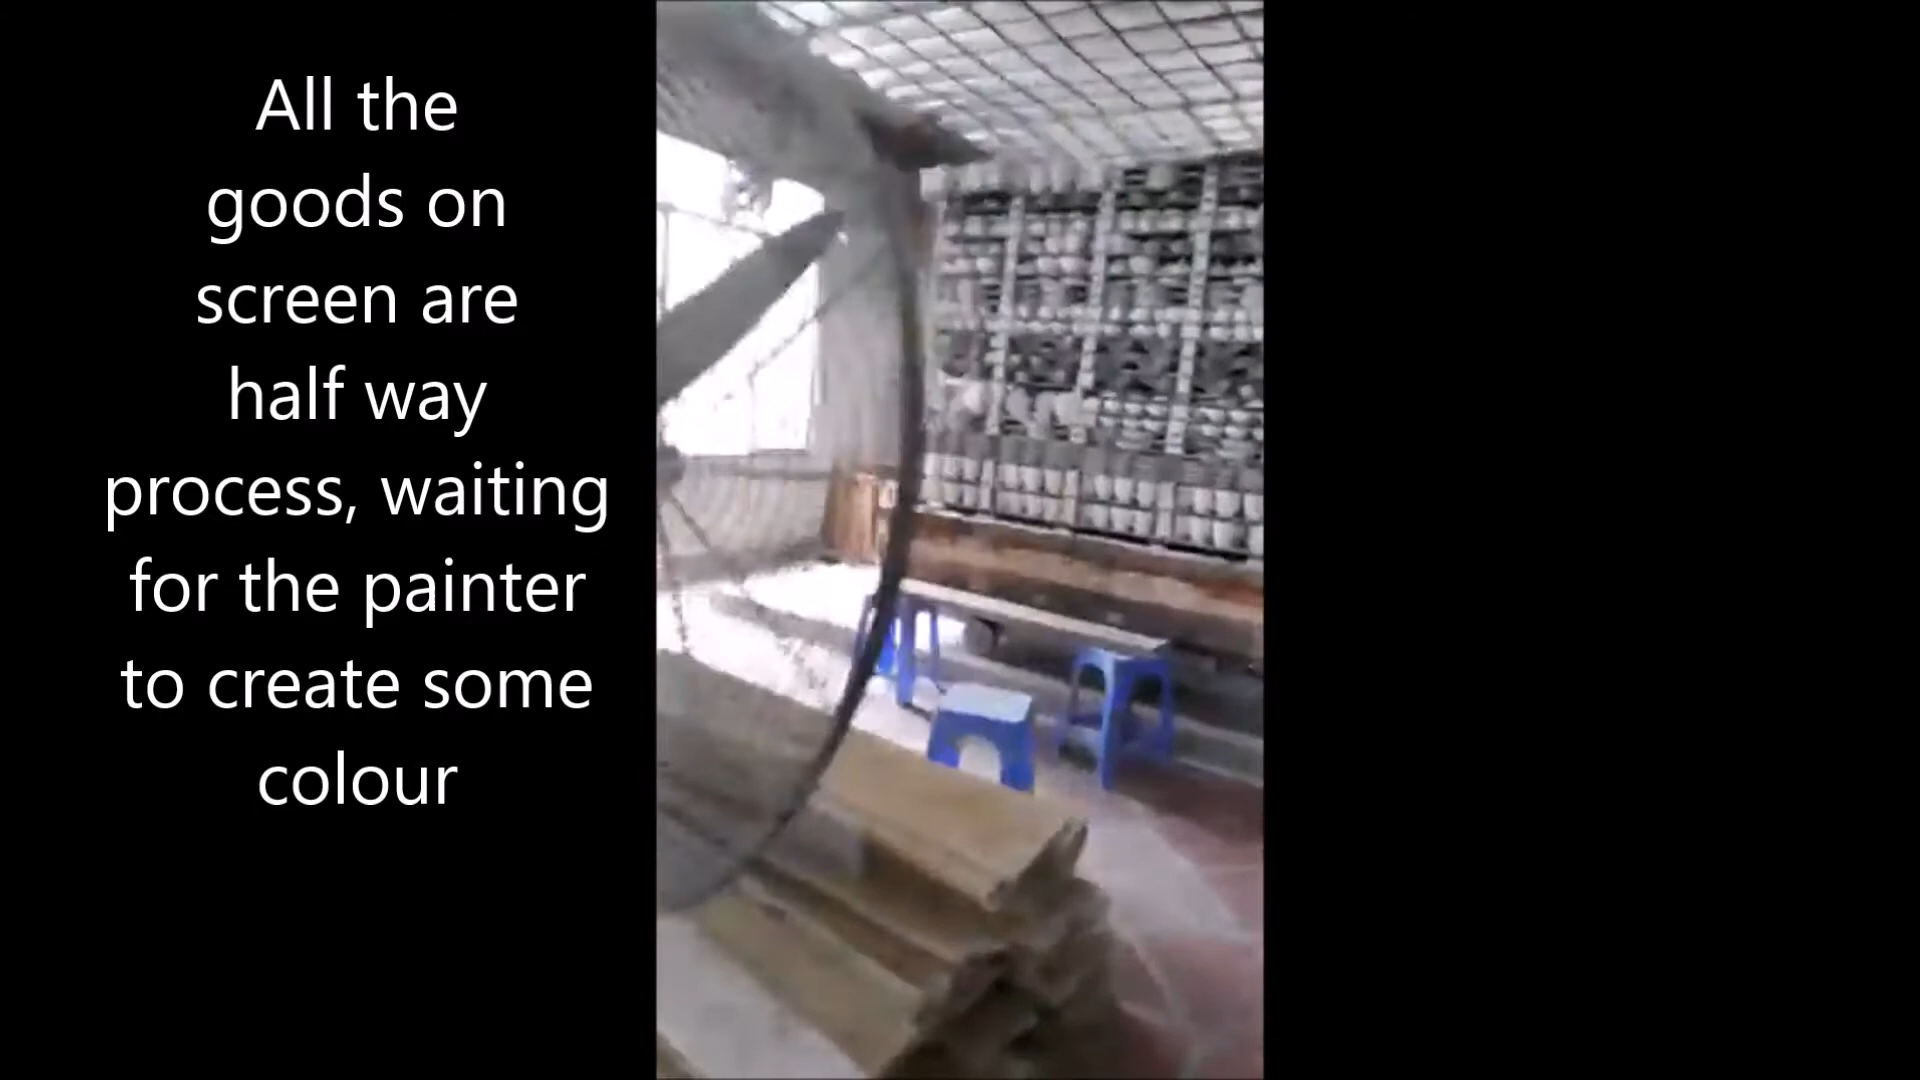 All the
goods on
screen are
half way
process, waiting
for the painter
to create some
colour